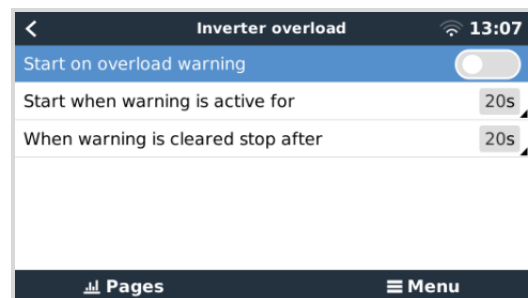 Inverter overload 13:07
Start on overload warning
Start when warning is active for 20s
When warning is cleared stop after 20s
Pages Menu